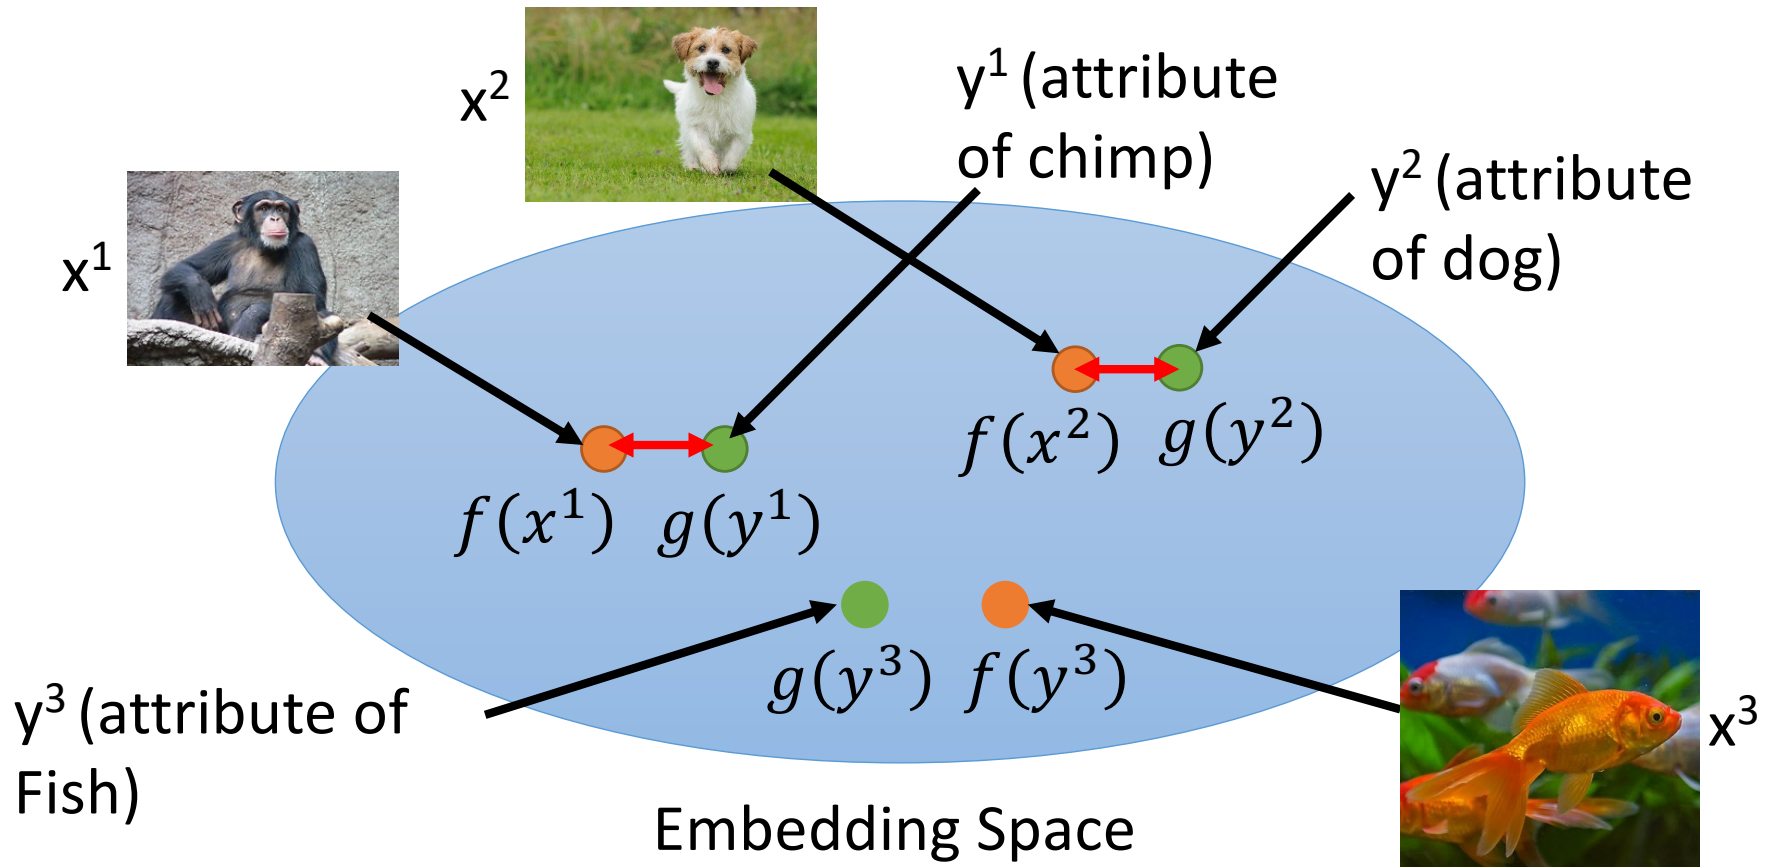 x²
y¹ (attribute
of chimp)
y² (attribute
of dog)
x¹
f(x²) g(y²)
f(x¹) g(y¹)
g(y³) f(y³)
y³ (attribute of
Fish)
x³
Embedding Space